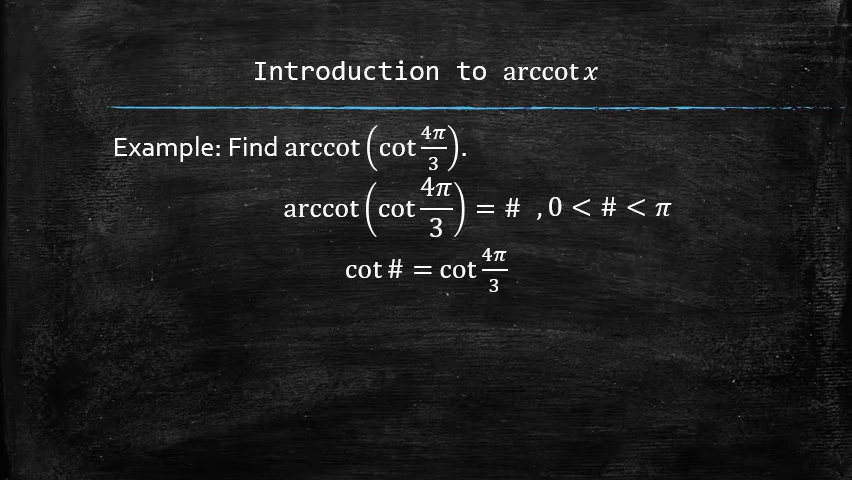 Introduction to arccot x
Example: Find arccot(cot 4π/3).
arccot(cot 4π/3) = # , 0 < # < π
cot # = cot 4π/3